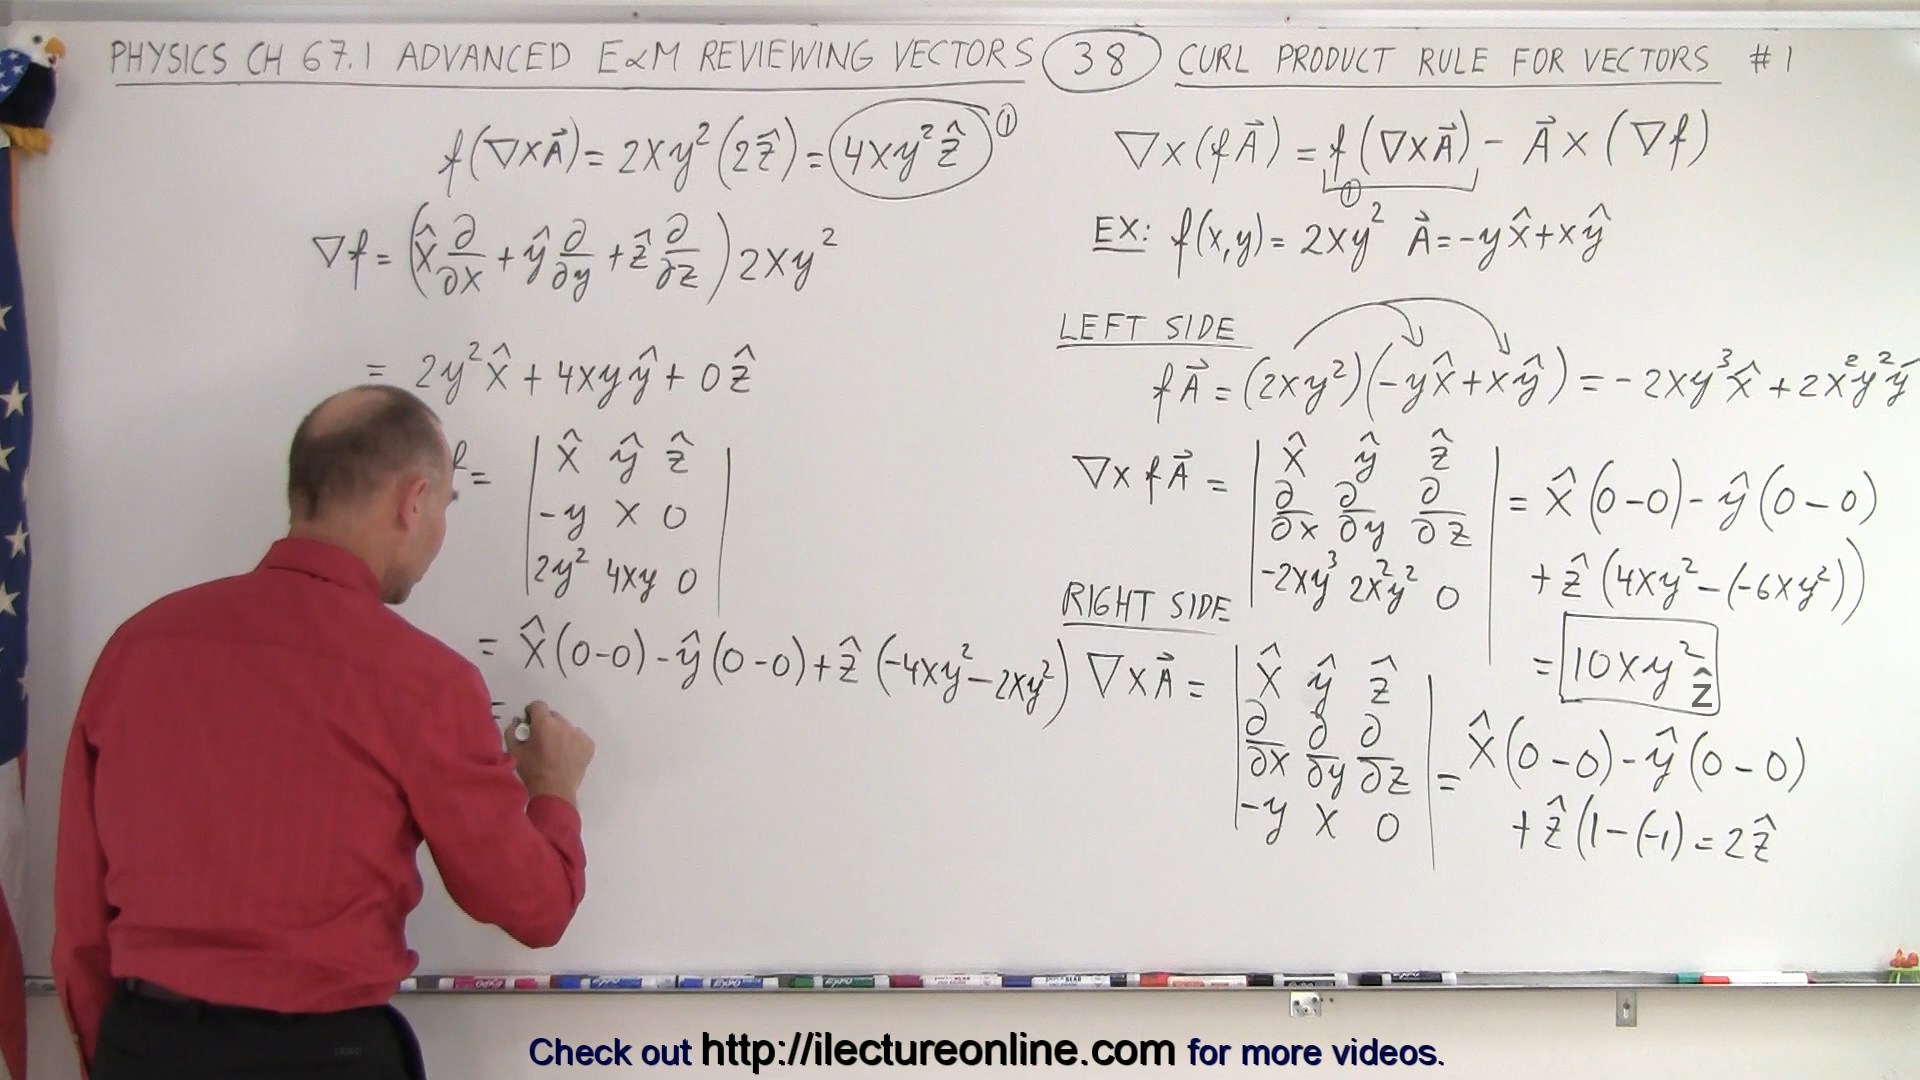 PHYSICS CH 67.1 ADVANCED E&M REVIEWING VECTORS 38 CURL PRODUCT RULE FOR VECTORS #1
f(∇×A⃗) = 2xy²(2ẑ) = 4xy²ẑ ①
∇f = (x̂ ∂/∂x + ŷ ∂/∂y + ẑ ∂/∂z) 2xy²
= 2y²x̂ + 4xyŷ + 0ẑ
f = | x̂ ŷ ẑ |
| -y x 0 |
| 2y² 4xy 0 |
= x̂(0-0) - ŷ(0-0) + ẑ(-4xy² - 2xy²)
=
∇×(fA⃗) = f(∇×A⃗) - A⃗×(∇f)
①
EX: f(x,y) = 2xy² A⃗ = -yx̂ + xŷ
LEFT SIDE
fA⃗ = (2xy²)(-yx̂ + xŷ) = -2xy³x̂ + 2x²y²ŷ
∇×fA⃗ = | x̂ ŷ ẑ |
| ∂/∂x ∂/∂y ∂/∂z | = x̂(0-0) - ŷ(0-0)
| -2xy³ 2x²y² 0 | + ẑ(4xy² - (-6xy²))
= 10xy² ẑ
RIGHT SIDE
∇×A⃗ = | x̂ ŷ ẑ |
| ∂/∂x ∂/∂y ∂/∂z | = x̂(0-0) - ŷ(0-0)
| -y x 0 | + ẑ(1-(-1) = 2ẑ
Check out http://ilectureonline.com for more videos.